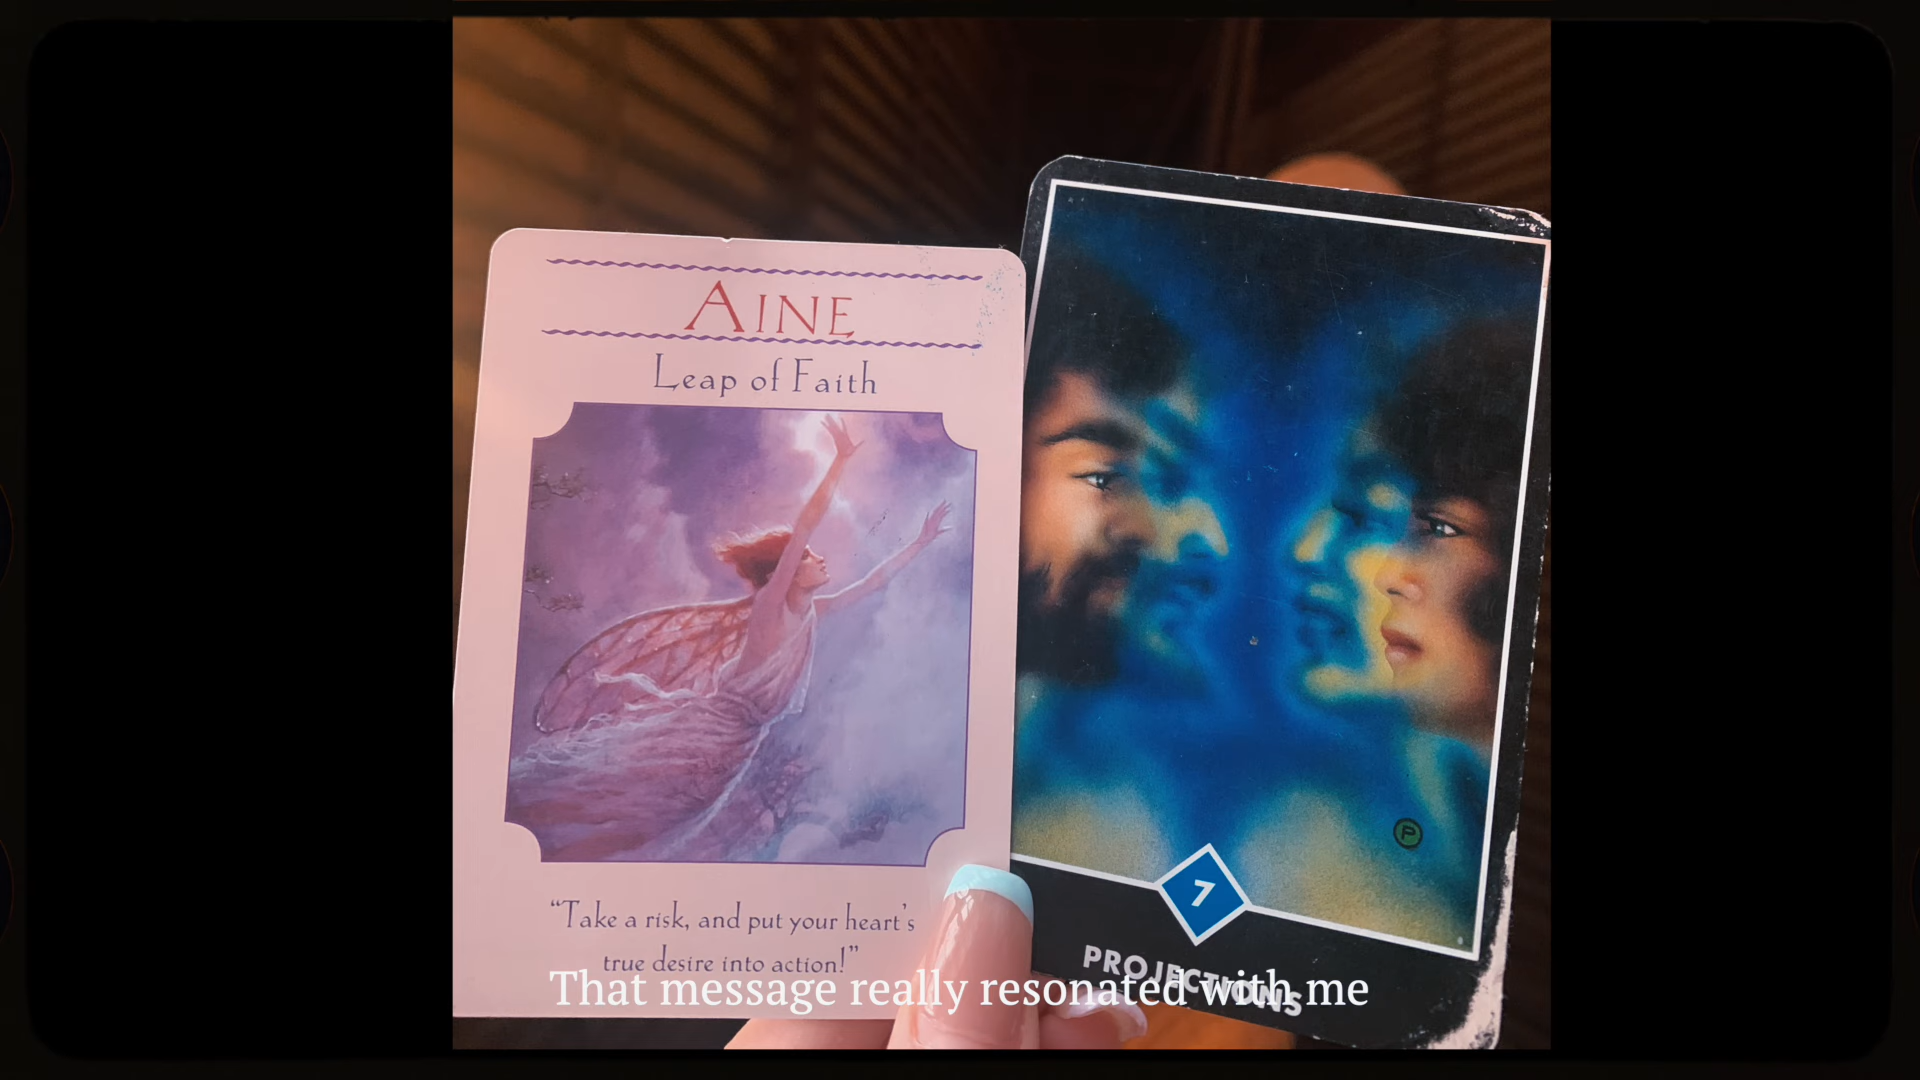 AINE
Leap of Faith
“Take a risk, and put your heart's
true desire into action!”
P
7
PROJECTIONS
That message really resonated with me